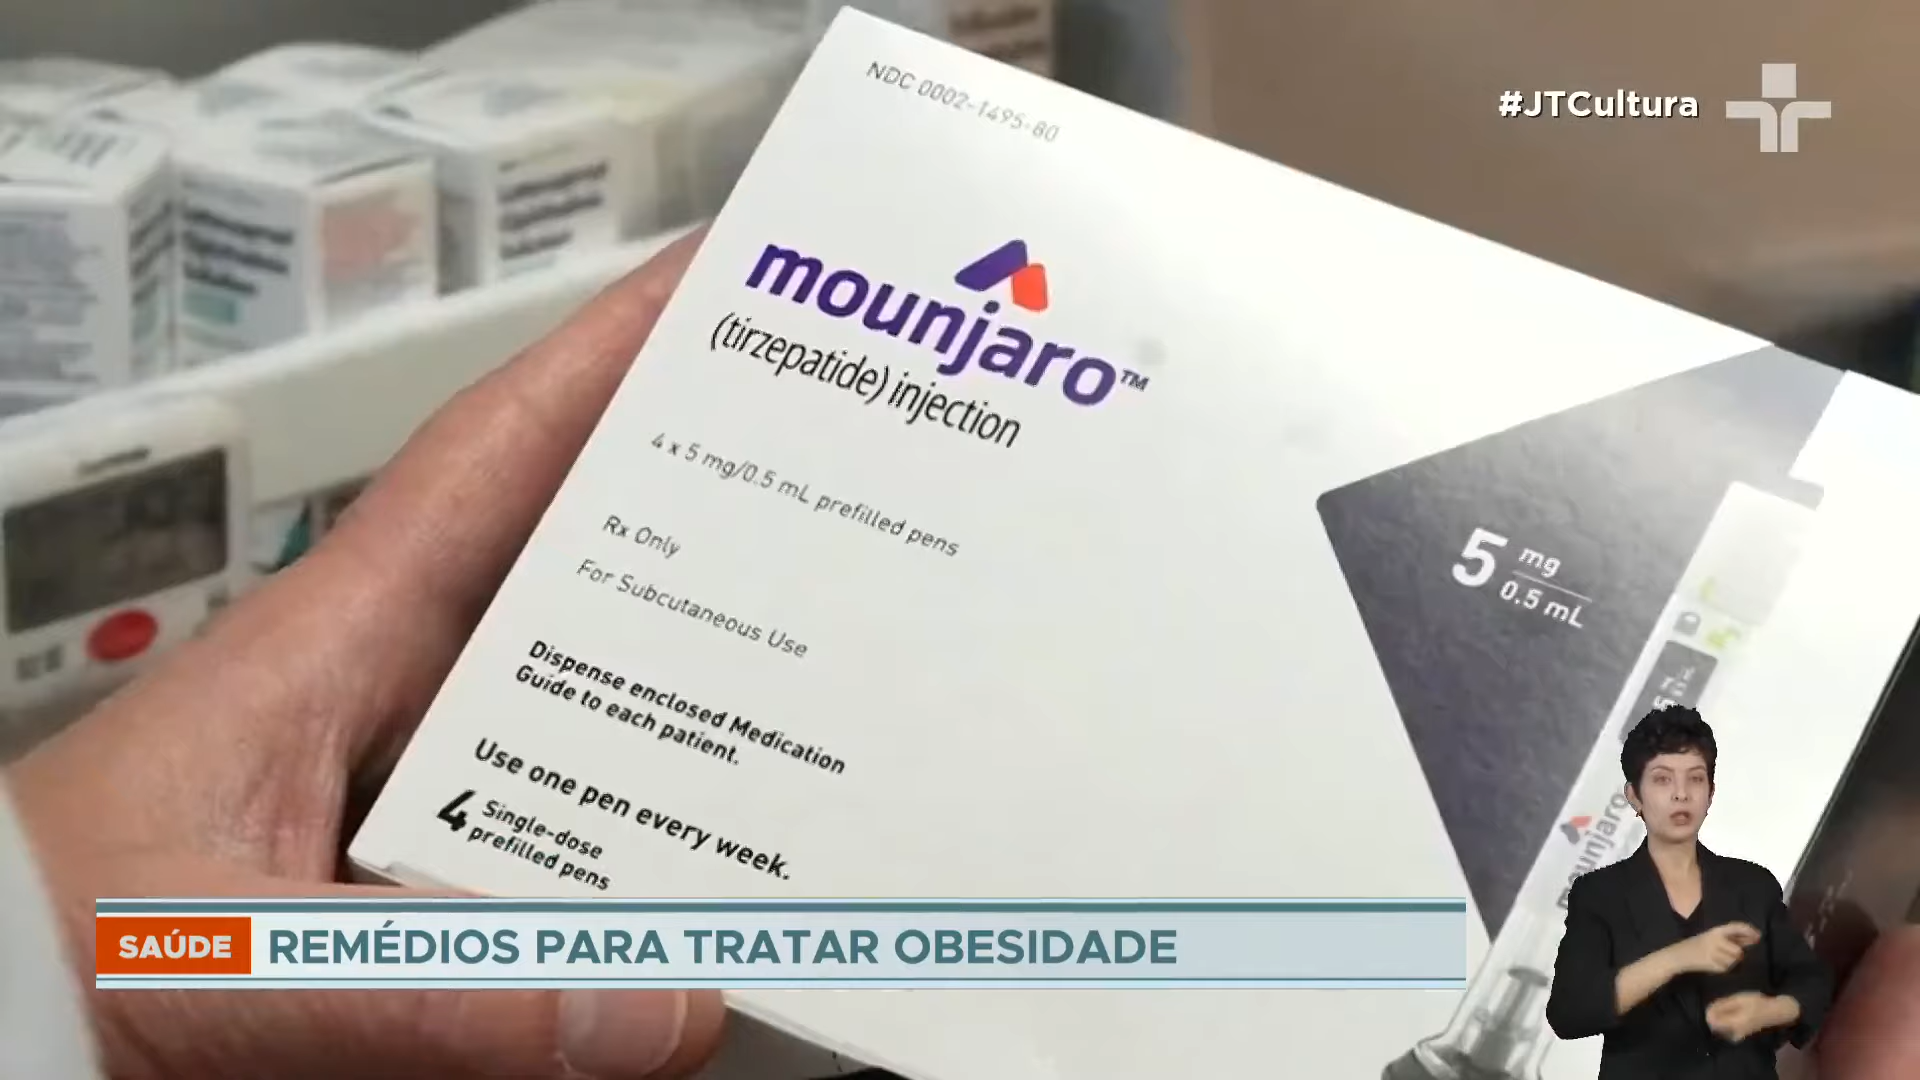 #JTCultura
NDC 0002-1495-80
mounjaro™
(tirzepatide) injection
4 x 5 mg/0.5 mL prefilled pens
Rx Only
For Subcutaneous Use
Dispense enclosed Medication
Guide to each patient.
Use one pen every week.
4 Single-dose
prefilled pens
5 mg
0.5 mL
mounjaro
SAÚDE REMÉDIOS PARA TRATAR OBESIDADE